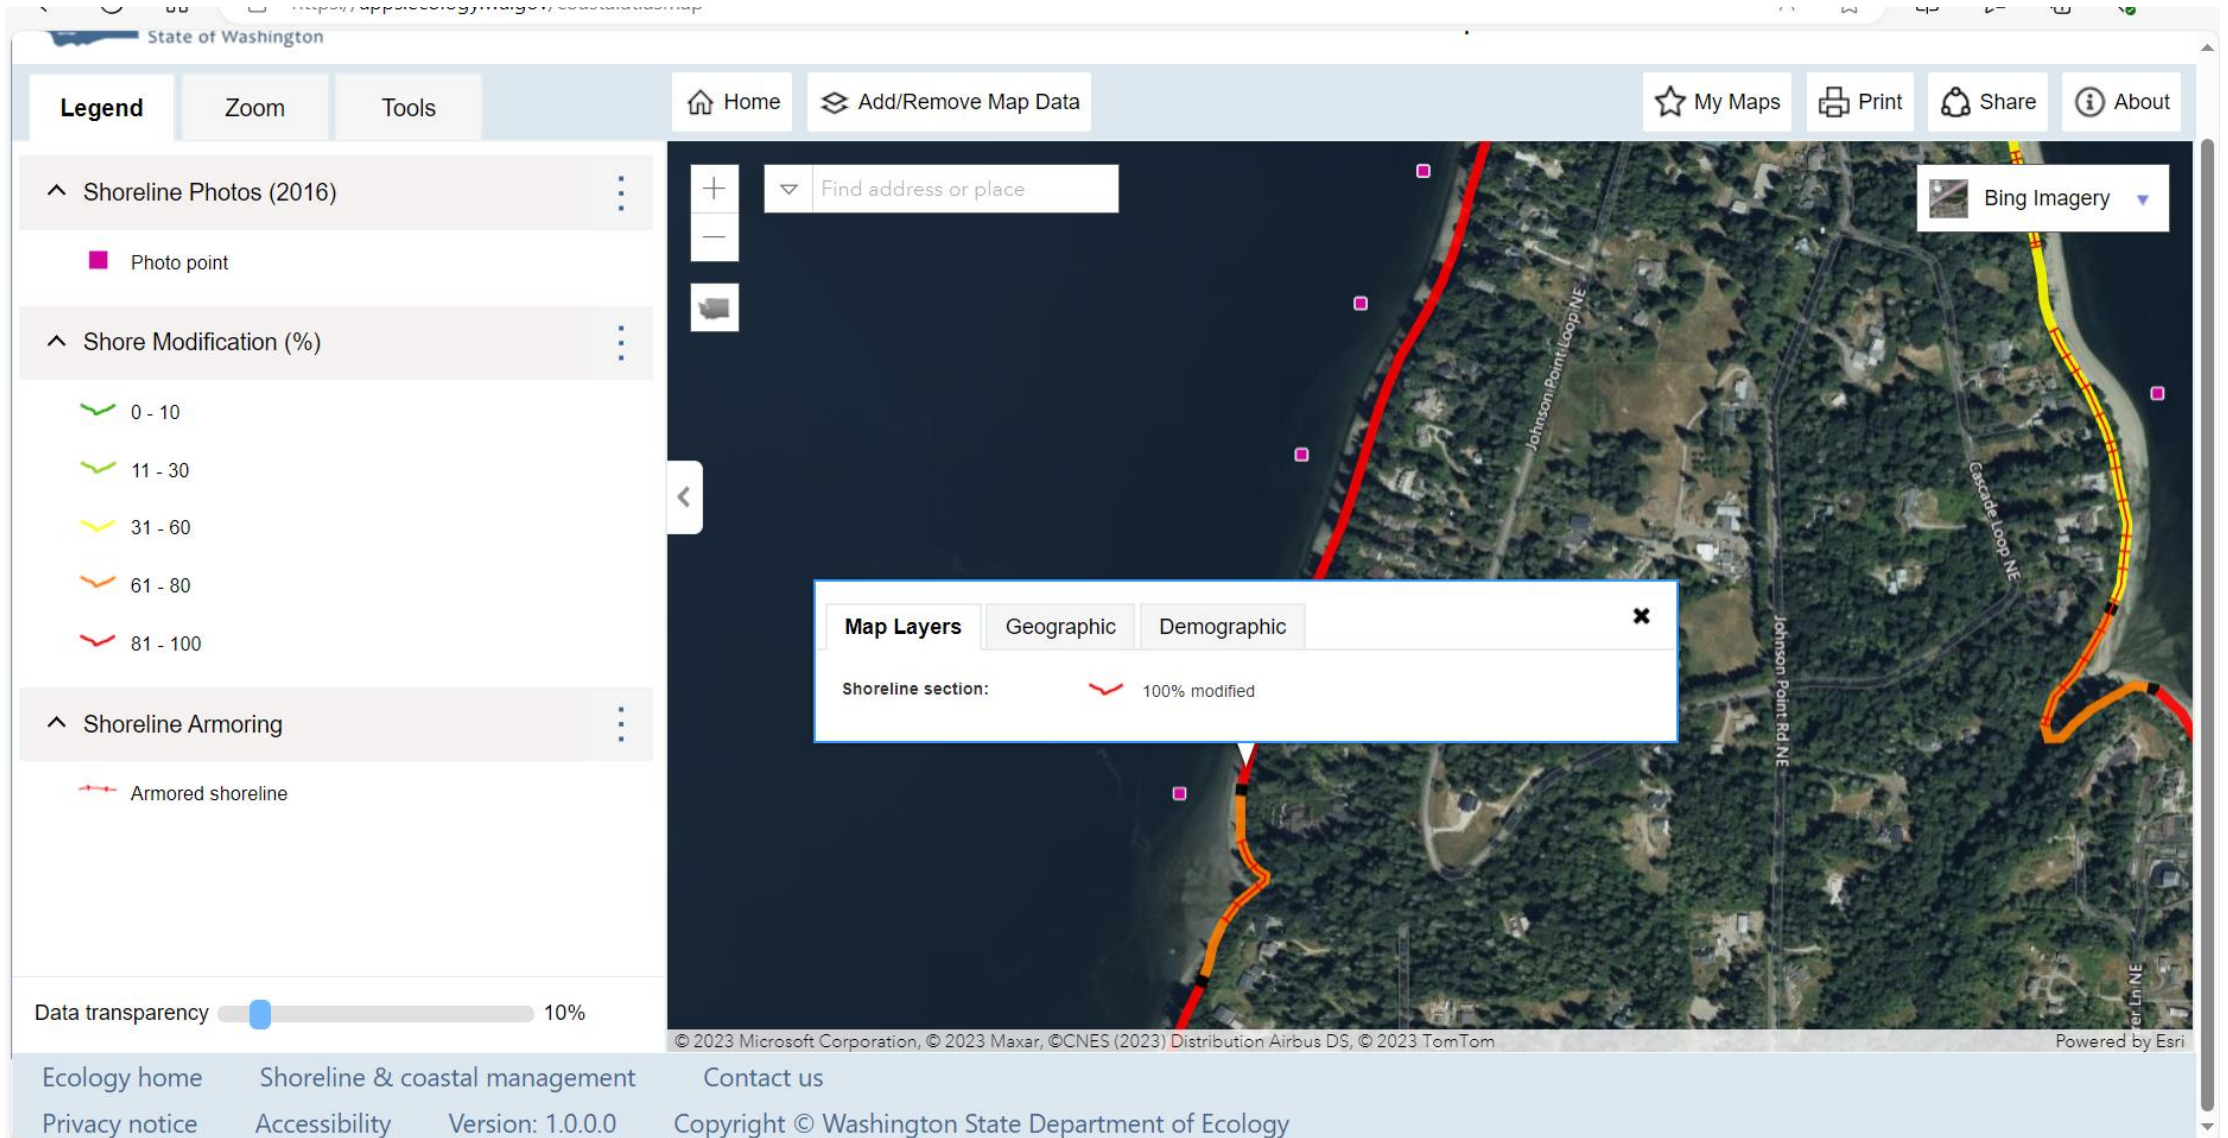 State of Washington
Legend Zoom Tools
Home Add/Remove Map Data My Maps Print Share About
Shoreline Photos (2016)
Photo point
Shore Modification (%)
0 - 10
11 - 30
31 - 60
61 - 80
81 - 100
Shoreline Armoring
Armored shoreline
Data transparency 10%
Find address or place
Bing Imagery
Johnson Point Loop NE
Cascade Loop NE
Johnson Point Rd NE
Map Layers Geographic Demographic
Shoreline section: 100% modified
Ln NE
© 2023 Microsoft Corporation, © 2023 Maxar, ©CNES (2023) Distribution Airbus DS, © 2023 TomTom
Powered by Esri
Ecology home Shoreline & coastal management Contact us
Privacy notice Accessibility Version: 1.0.0.0 Copyright © Washington State Department of Ecology